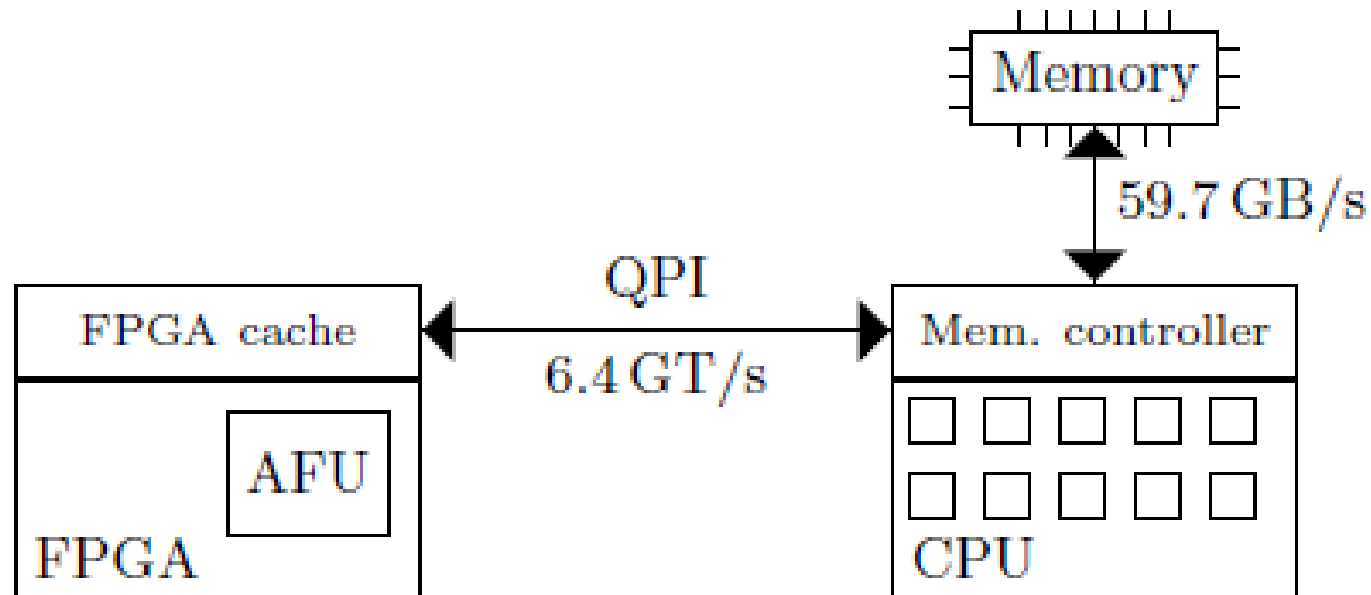 Memory
59.7 GB/s
QPI
6.4 GT/s
FPGA cache
Mem. controller
AFU
FPGA
CPU